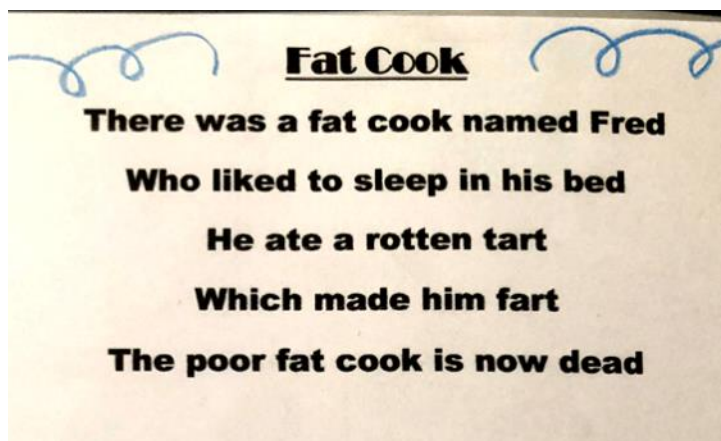 Fat Cook
There was a fat cook named Fred
Who liked to sleep in his bed
He ate a rotten tart
Which made him fart
The poor fat cook is now dead